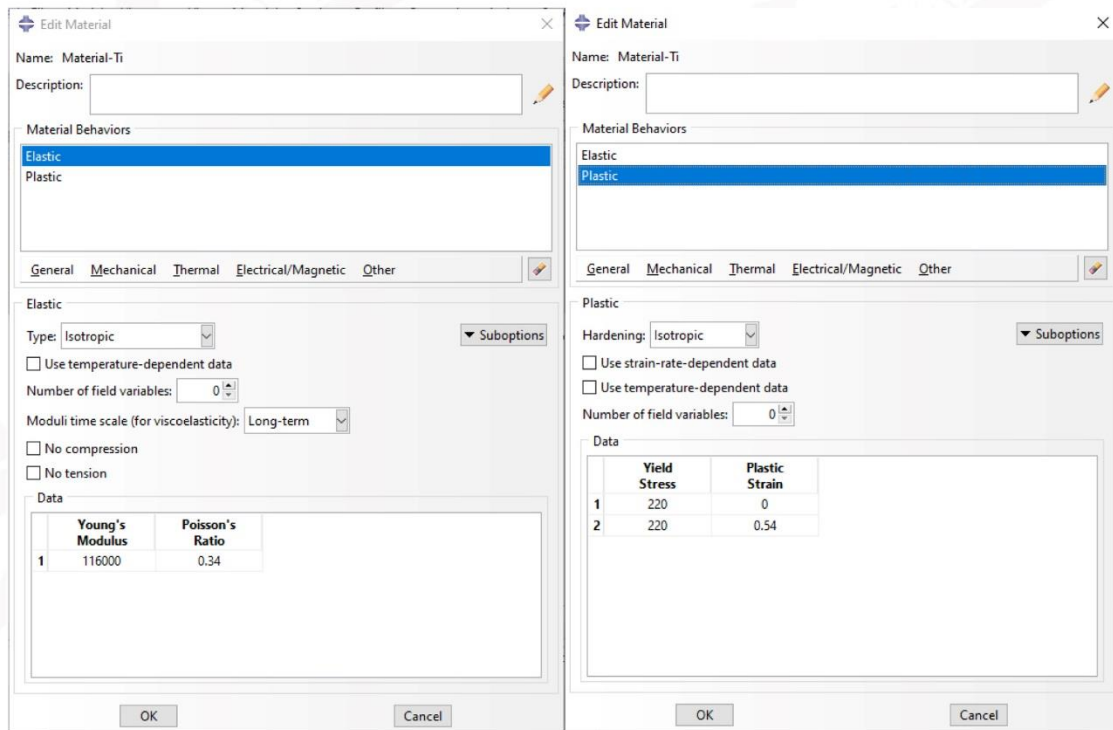 Edit Material
Name: Material-Ti
Description:
Material Behaviors
Elastic
Plastic
General Mechanical Thermal Electrical/Magnetic Other
Elastic
Type: Isotropic
Suboptions
Use temperature-dependent data
Number of field variables: 0
Moduli time scale (for viscoelasticity): Long-term
No compression
No tension
Data
Young's Modulus Poisson's Ratio
1 116000 0.34
OK Cancel
Edit Material
Name: Material-Ti
Description:
Material Behaviors
Elastic
Plastic
General Mechanical Thermal Electrical/Magnetic Other
Plastic
Hardening: Isotropic
Suboptions
Use strain-rate-dependent data
Use temperature-dependent data
Number of field variables: 0
Data
Yield Stress Plastic Strain
1 220 0
2 220 0.54
OK Cancel